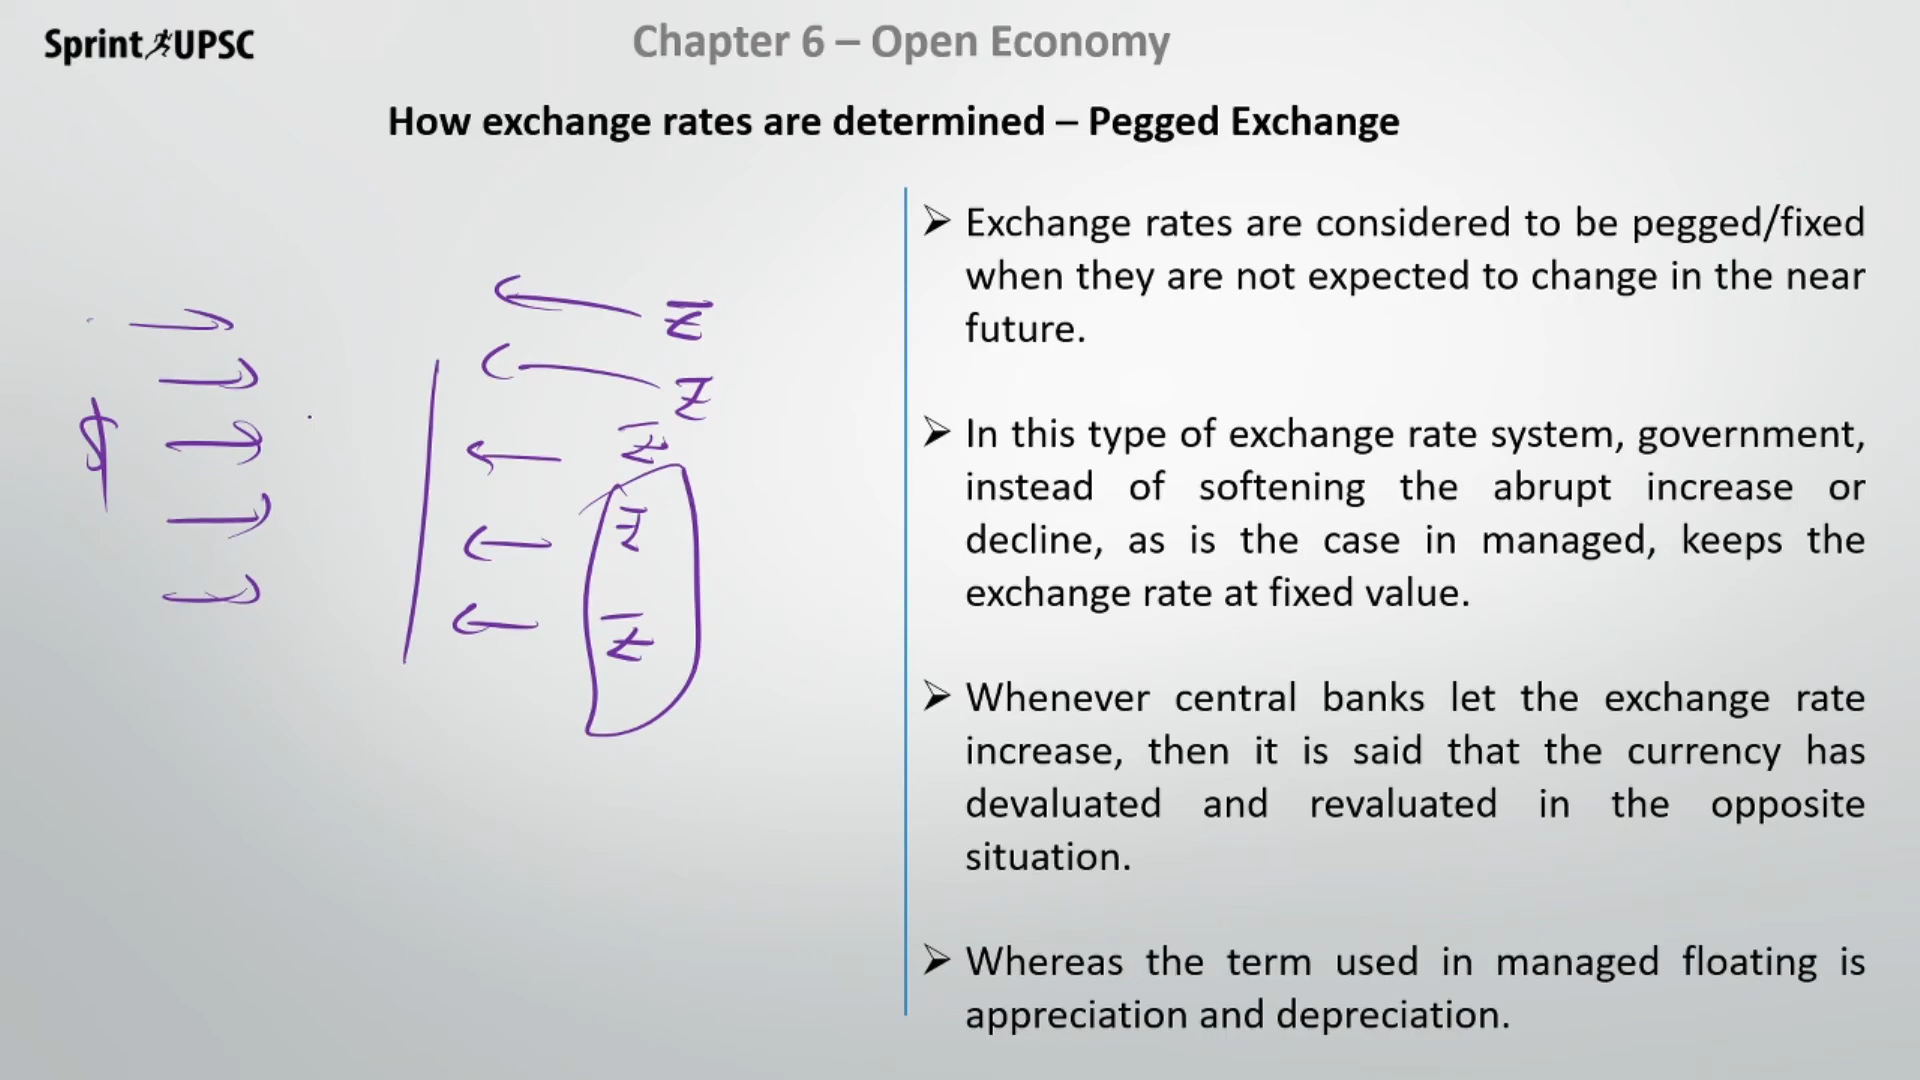 Sprint UPSC
Chapter 6 – Open Economy
How exchange rates are determined – Pegged Exchange
➢ Exchange rates are considered to be pegged/fixed
when they are not expected to change in the near
future.
➢ In this type of exchange rate system, government,
instead of softening the abrupt increase or
decline, as is the case in managed, keeps the
exchange rate at fixed value.
➢ Whenever central banks let the exchange rate
increase, then it is said that the currency has
devaluated and revaluated in the opposite
situation.
➢ Whereas the term used in managed floating is
appreciation and depreciation.
$